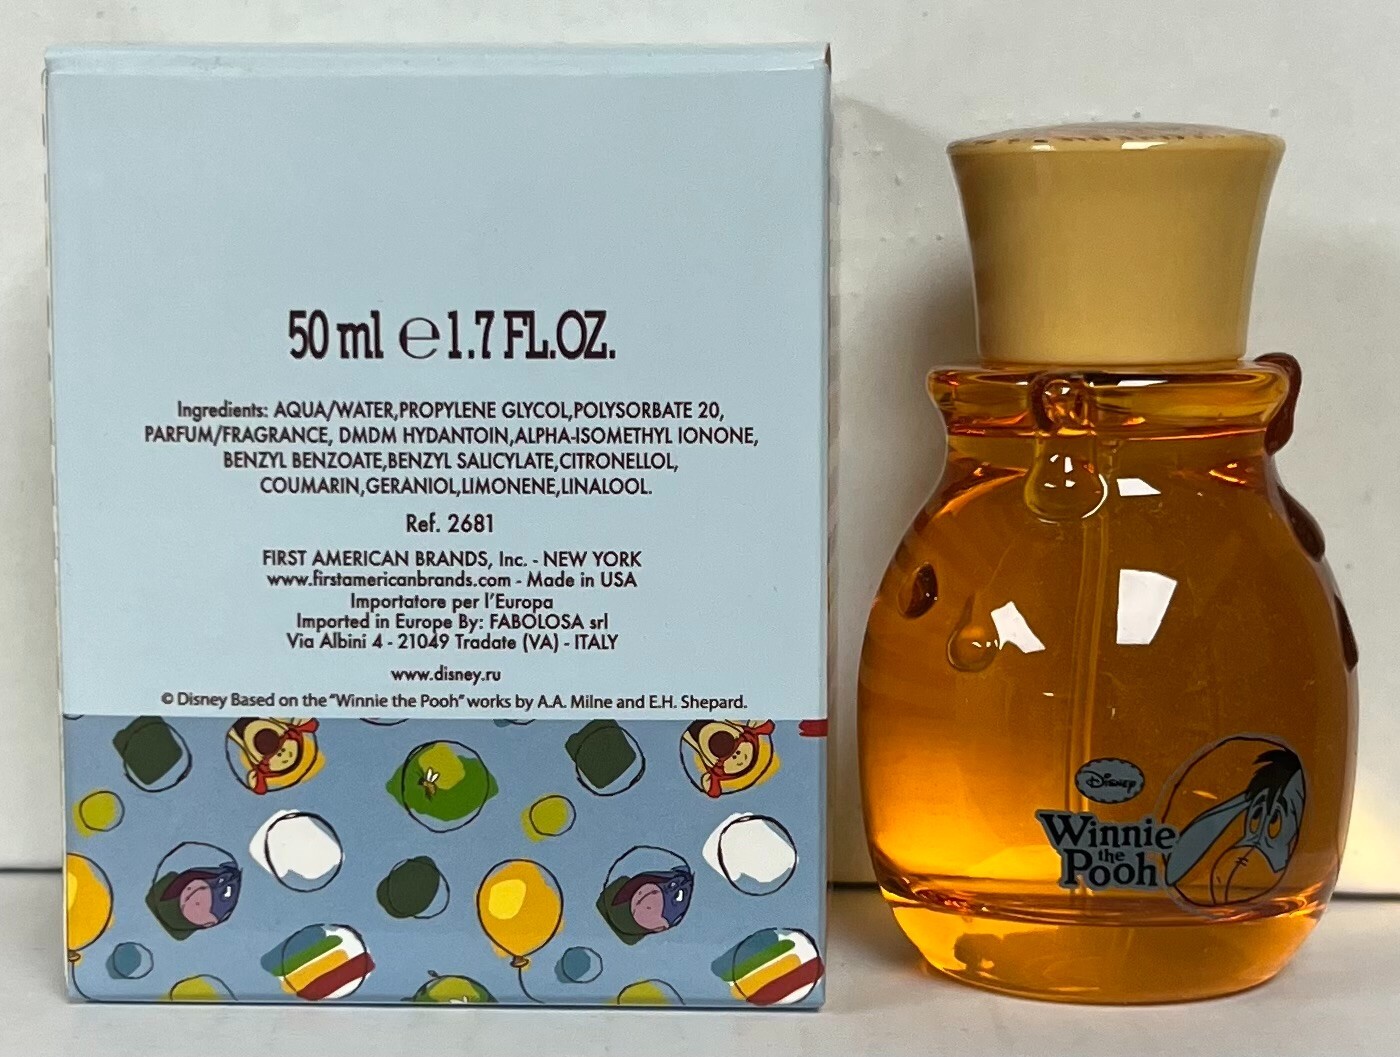 50 ml ℮ 1.7 FL.OZ.
Ingredients: AQUA/WATER,PROPYLENE GLYCOL,POLYSORBATE 20,
PARFUM/FRAGRANCE, DMDM HYDANTOIN,ALPHA-ISOMETHYL IONONE,
BENZYL BENZOATE,BENZYL SALICYLATE,CITRONELLOL,
COUMARIN,GERANIOL,LIMONENE,LINALOOL.
Ref. 2681
FIRST AMERICAN BRANDS, Inc. - NEW YORK
www.firstamericanbrands.com - Made in USA
Importatore per l'Europa
Imported in Europe By: FABOLOSA srl
Via Albini 4 - 21049 Tradate (VA) - ITALY
www.disney.ru
© Disney Based on the "Winnie the Pooh" works by A.A. Milne and E.H. Shepard.
Disney
Winnie
the
Pooh